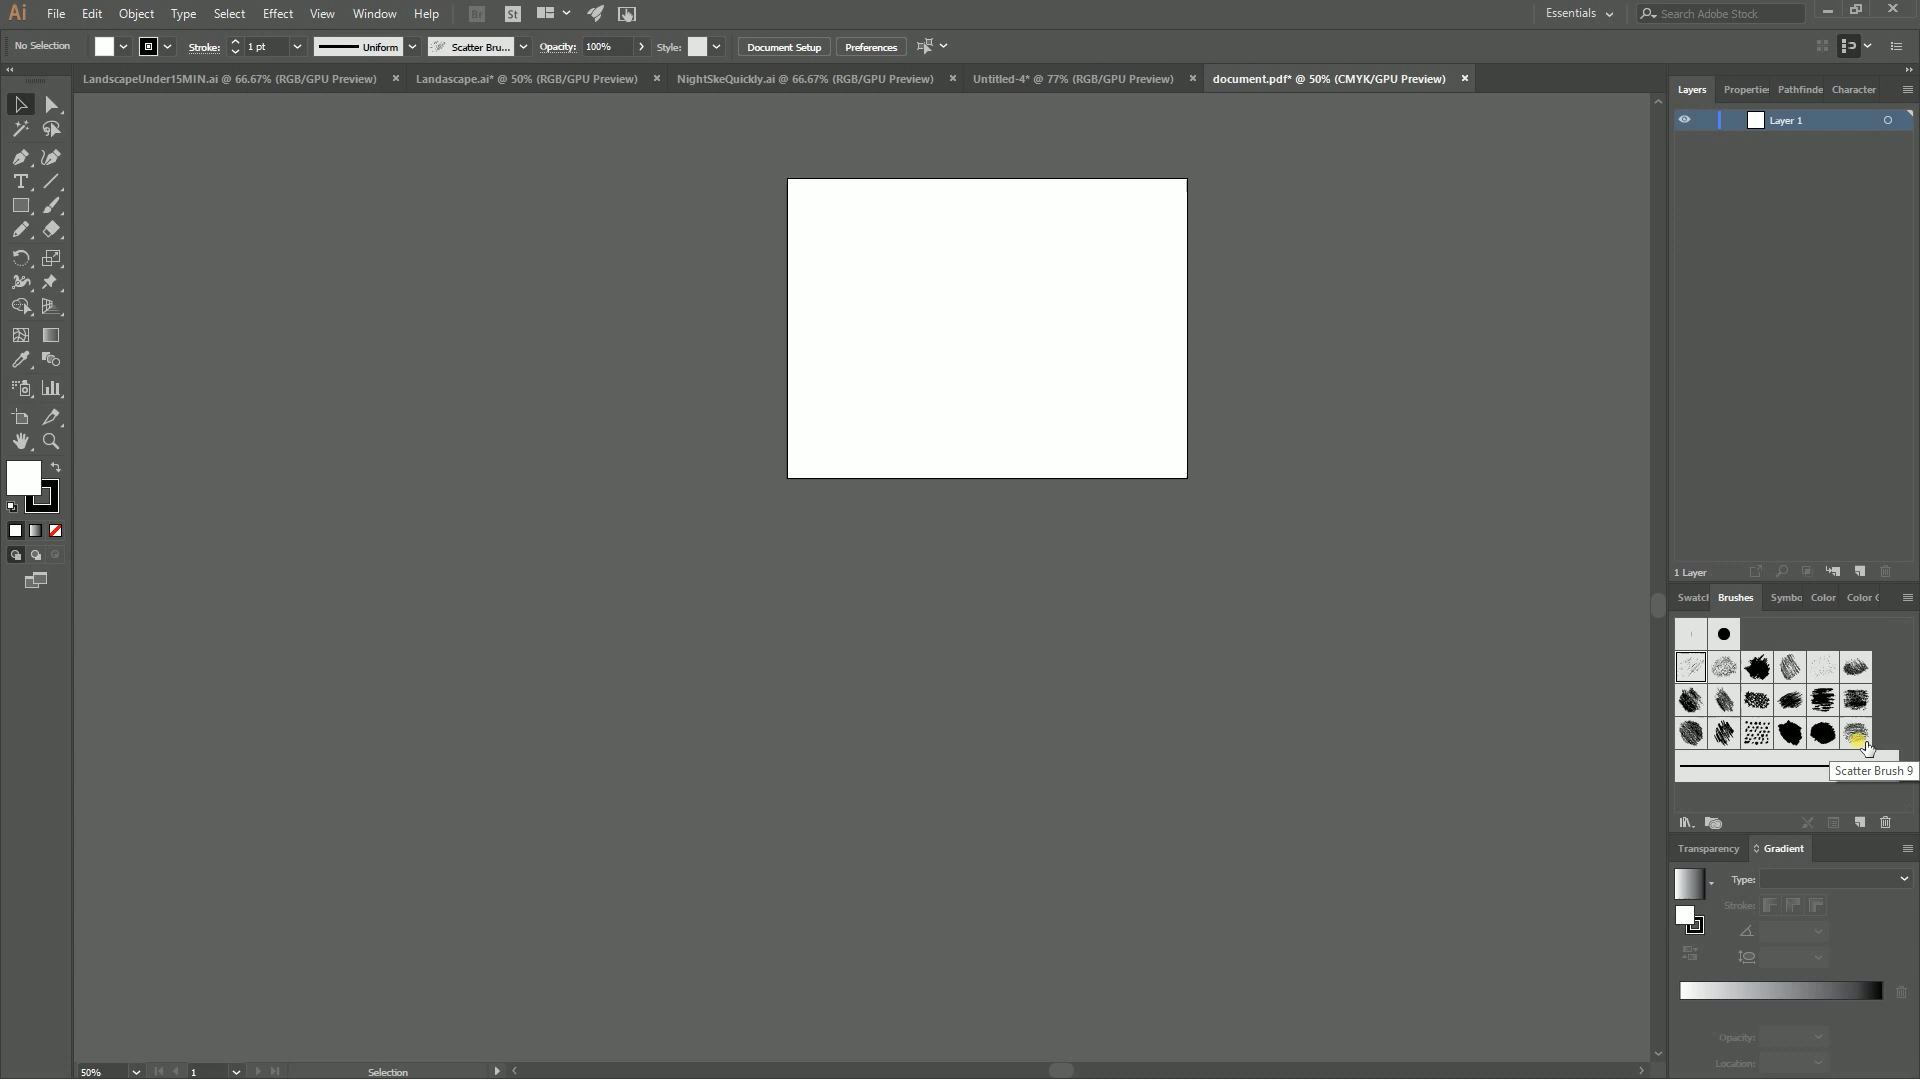 Ai File Edit Object Type Select Effect View Window Help Br St Essentials Search Adobe Stock
No Selection Stroke: 1 pt Uniform Scatter Bru... Opacity: 100% Style: Document Setup Preferences
LandscapeUnder15MIN.ai @ 66.67% (RGB/GPU Preview) Landascape.ai* @ 50% (RGB/GPU Preview) NightSkeQuickly.ai @ 66.67% (RGB/GPU Preview) Untitled-4* @ 77% (RGB/GPU Preview) document.pdf* @ 50% (CMYK/GPU Preview)
Layers Propertie Pathfinde Character
Layer 1
1 Layer
Swatcl Brushes Symbo Color Color G
Scatter Brush 9
Transparency Gradient
Type:
Stroke:
Opacity:
Location:
50% 1 Selection